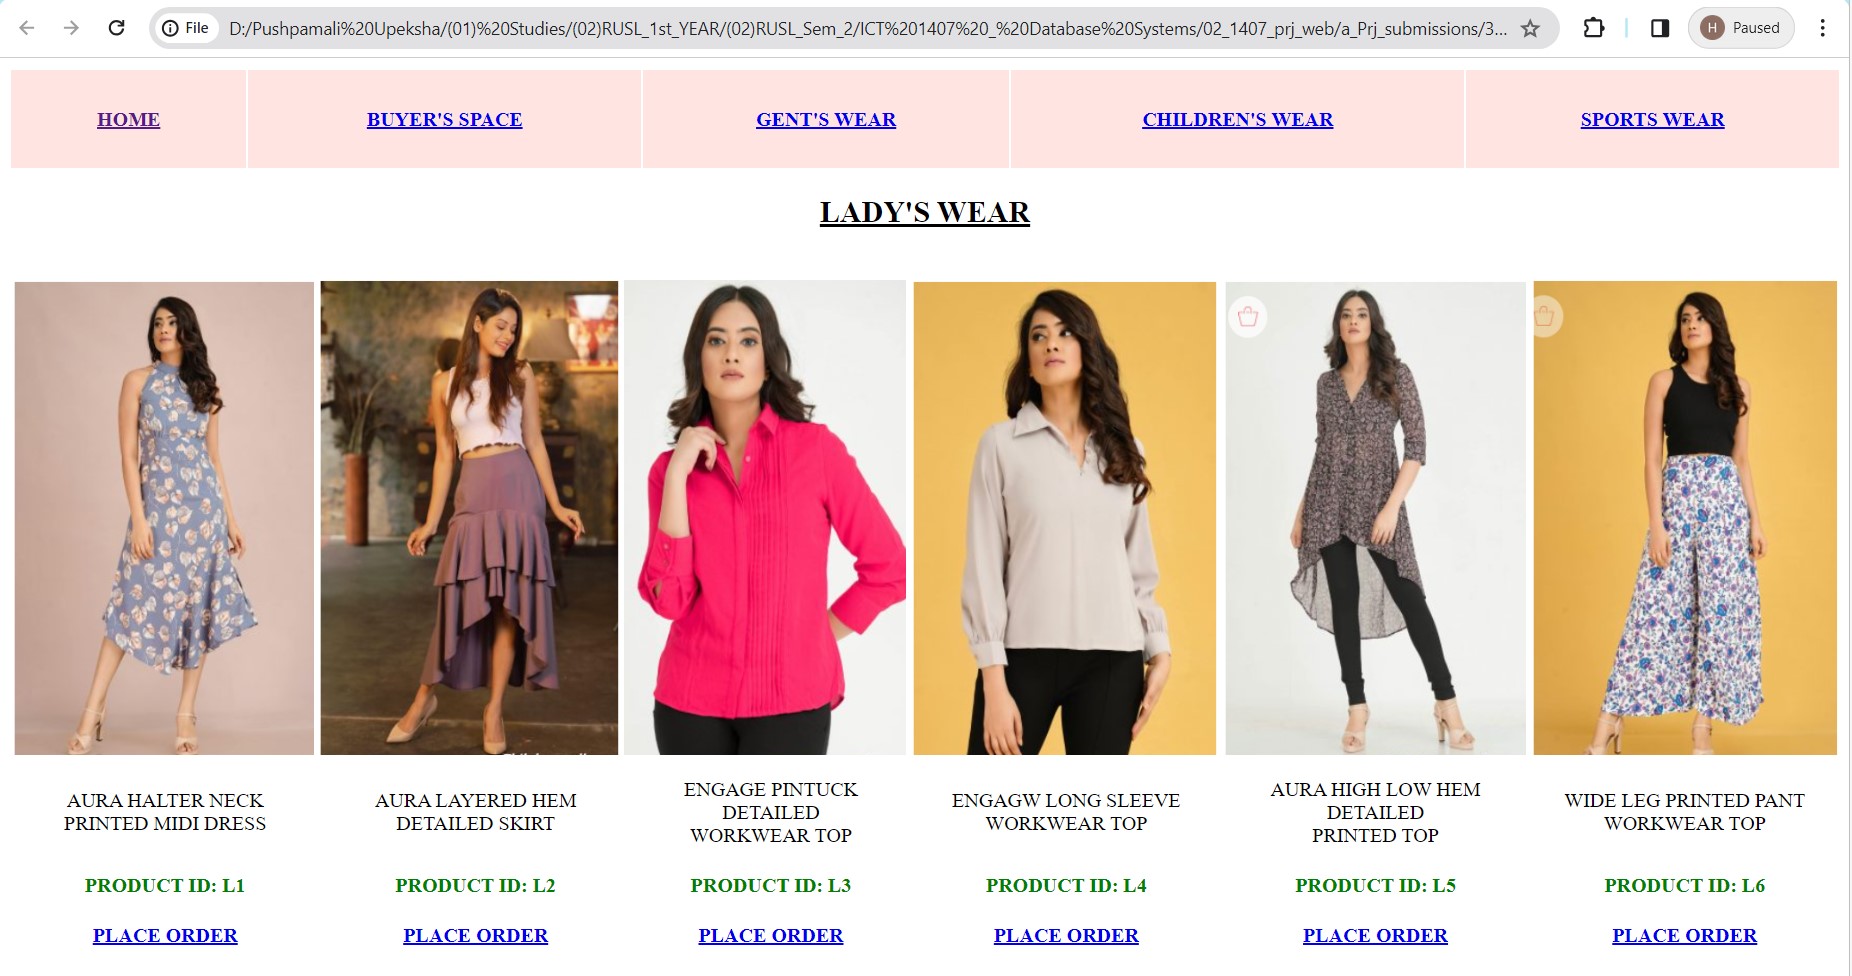 File
D:/Pushpamali%20Upeksha/(01)%20Studies/(02)RUSL_1st_YEAR/(02)RUSL_Sem_2/ICT%201407%20_%20Database%20Systems/02_1407_prj_web/a_Prj_submissions/3...
H Paused
HOME
BUYER'S SPACE
GENT'S WEAR
CHILDREN'S WEAR
SPORTS WEAR
LADY'S WEAR
AURA HALTER NECK
PRINTED MIDI DRESS
PRODUCT ID: L1
PLACE ORDER
AURA LAYERED HEM
DETAILED SKIRT
PRODUCT ID: L2
PLACE ORDER
ENGAGE PINTUCK
DETAILED
WORKWEAR TOP
PRODUCT ID: L3
PLACE ORDER
ENGAGW LONG SLEEVE
WORKWEAR TOP
PRODUCT ID: L4
PLACE ORDER
AURA HIGH LOW HEM
DETAILED
PRINTED TOP
PRODUCT ID: L5
PLACE ORDER
WIDE LEG PRINTED PANT
WORKWEAR TOP
PRODUCT ID: L6
PLACE ORDER